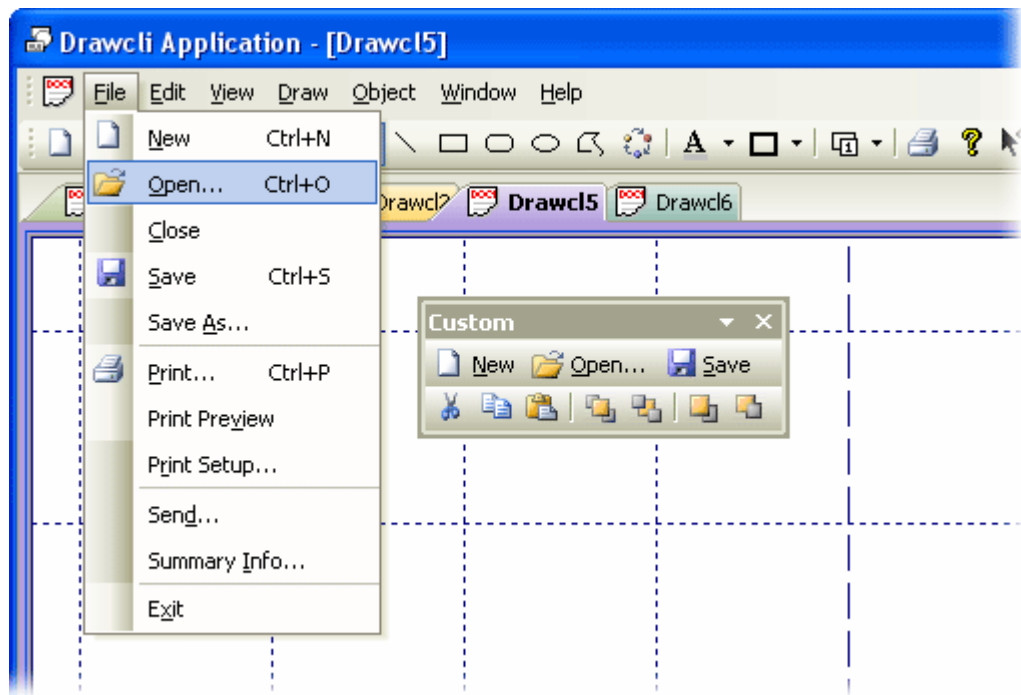 Drawcli Application - [Drawcl5]
File Edit View Draw Object Window Help
New Ctrl+N
A 1 ?
Open... Ctrl+O
Drawcl2 Drawcl5 Drawcl6
Close
Save Ctrl+S
Save As...
Print... Ctrl+P
Print Preview
Print Setup...
Send...
Summary Info...
Exit
Custom
New Open... Save